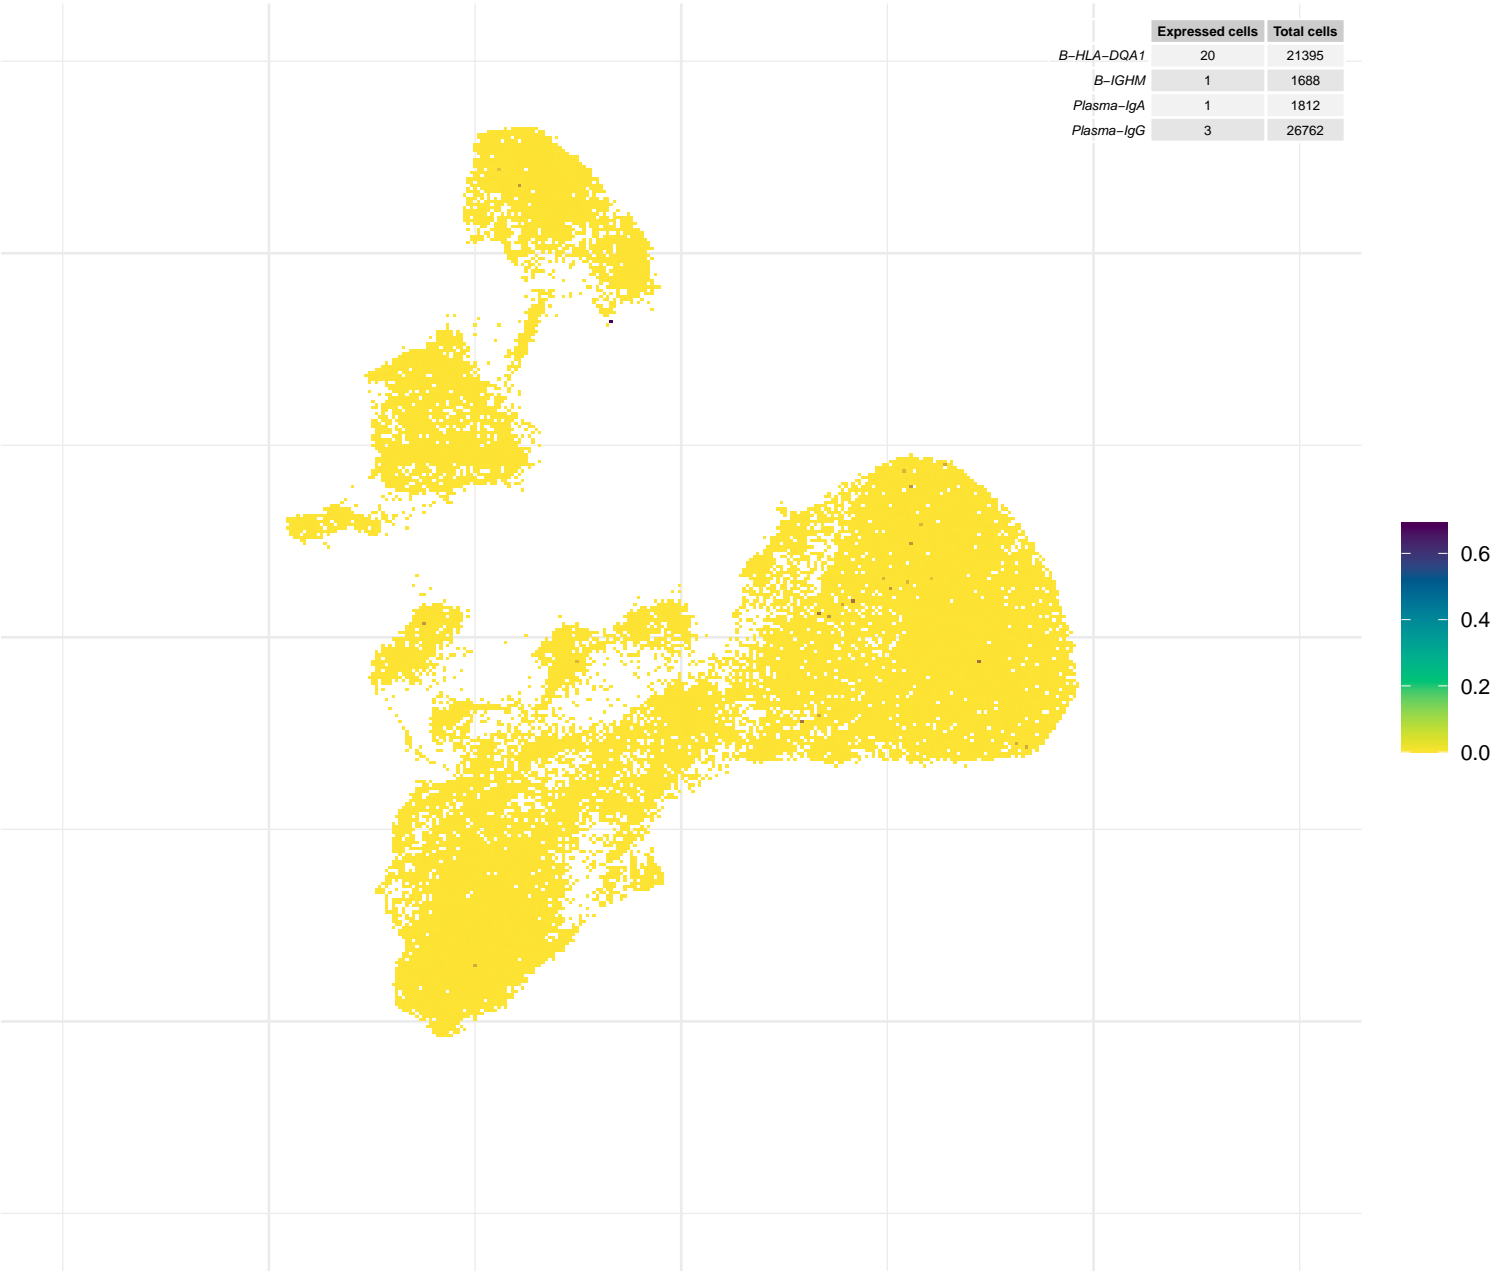 Expressed cells Total cells
B−HLA−DQA1 20 21395
B−IGHM 1 1688
Plasma−IgA 1 1812
Plasma−IgG 3 26762
0.6
0.4
0.2
0.0